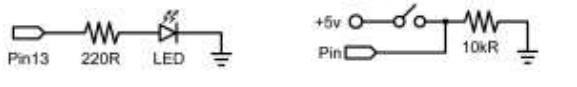 Pin13 220R LED
+5v
Pin 10kR